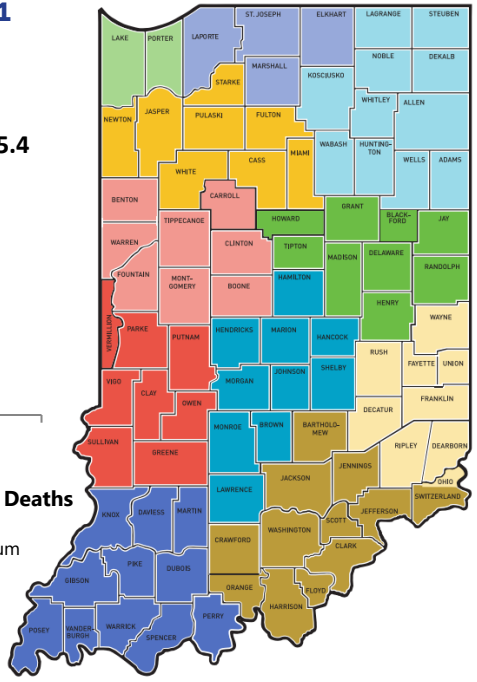 1
5.4
Deaths
um
LAKE
PORTER
LAPORTE
ST. JOSEPH
ELKHART
LAGRANGE
STEUBEN
NOBLE
DEKALB
MARSHALL
STARKE
KOSCIUSKO
WHITLEY
ALLEN
NEWTON
JASPER
PULASKI
FULTON
MIAMI
WABASH
HUNTING-
TON
WELLS
ADAMS
WHITE
CASS
BENTON
CARROLL
TIPPECANOE
HOWARD
GRANT
BLACK-
FORD
JAY
WARREN
CLINTON
TIPTON
MADISON
DELAWARE
RANDOLPH
FOUNTAIN
MONT-
GOMERY
BOONE
HAMILTON
HENRY
WAYNE
VERMILLION
PARKE
PUTNAM
HENDRICKS
MARION
HANCOCK
RUSH
FAYETTE
UNION
VIGO
CLAY
OWEN
MORGAN
JOHNSON
SHELBY
DECATUR
FRANKLIN
SULLIVAN
GREENE
MONROE
BROWN
BARTHOLO-
MEW
RIPLEY
DEARBORN
JENNINGS
JACKSON
LAWRENCE
OHIO
SWITZERLAND
JEFFERSON
KNOX
DAVIESS
MARTIN
SCOTT
WASHINGTON
CLARK
CRAWFORD
ORANGE
FLOYD
HARRISON
GIBSON
PIKE
DUBOIS
POSEY
VANDER-
BURGH
WARRICK
SPENCER
PERRY